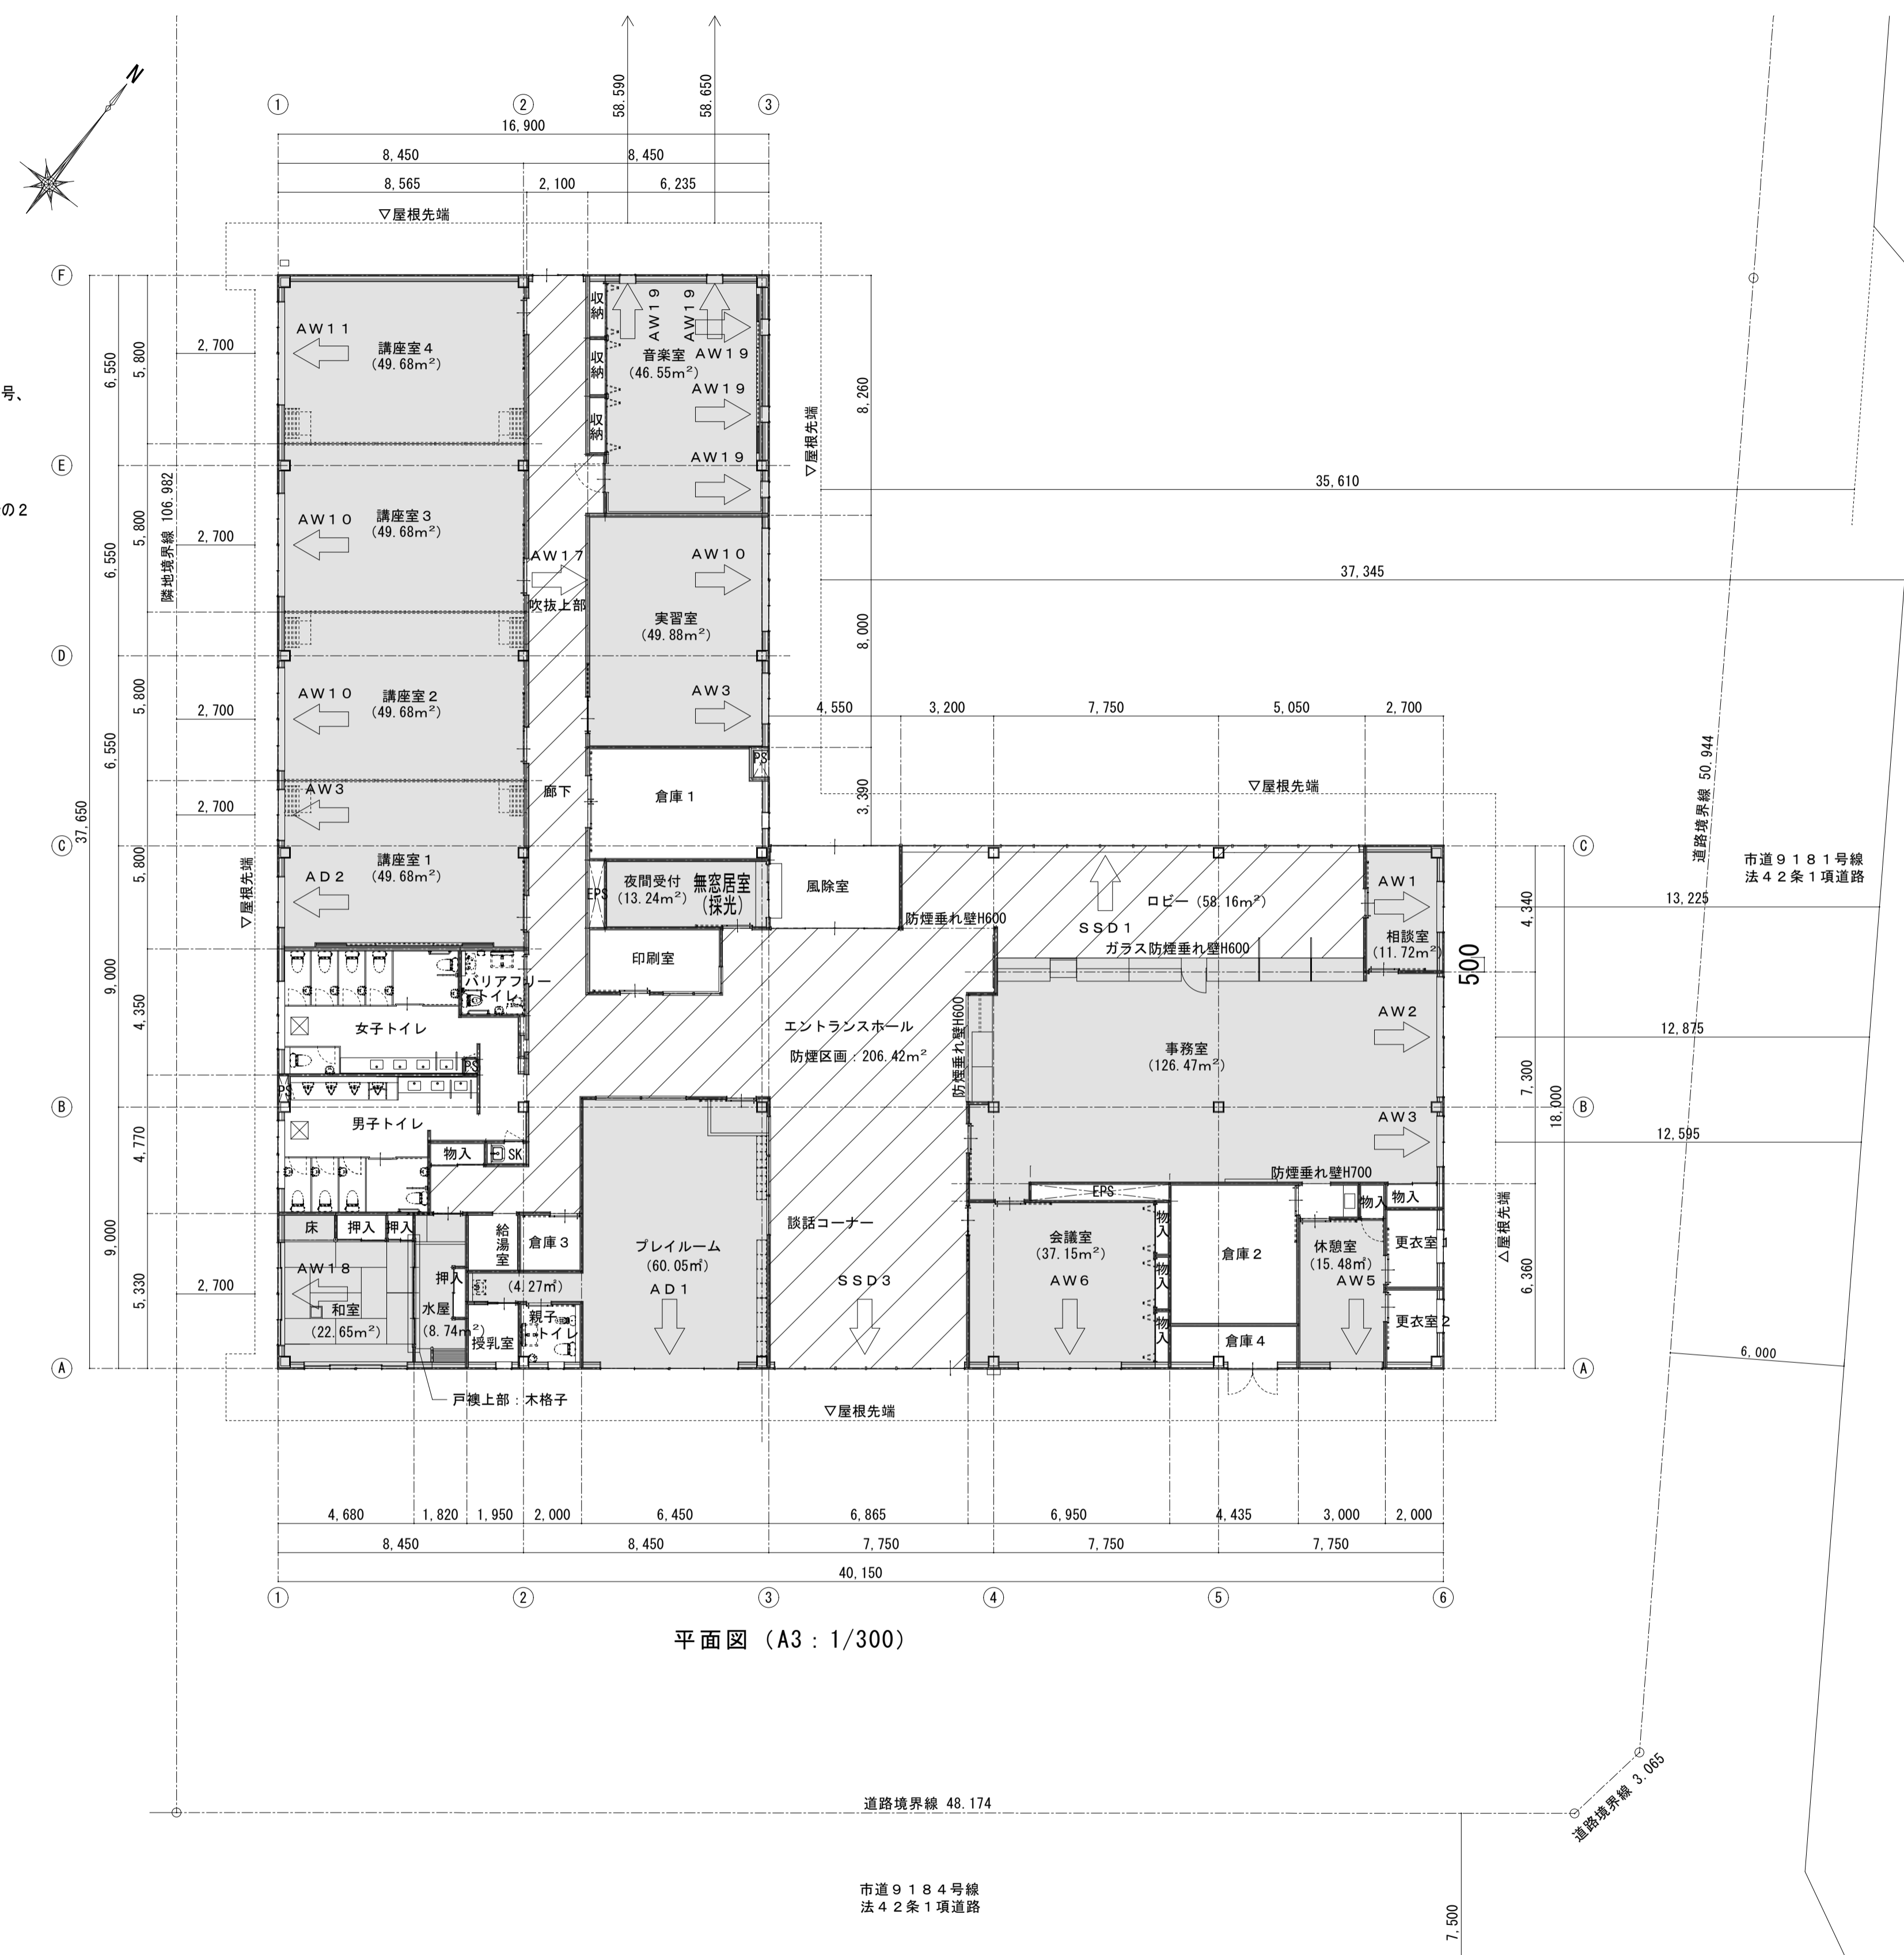 N
58.590
58.650
① ② ③
16,900
8,450 8,450
8,565 2,100 6,235
▽屋根先端
Ⓕ
Ⓔ
Ⓓ
Ⓒ
Ⓑ
Ⓐ
号、
の2
37,650
6,550
6,550
6,550
9,000
9,000
5,800
5,800
5,800
5,800
4,350
4,770
5,330
隣地境界線 106.982
2,700
2,700
2,700
2,700
2,700
▽屋根先端
AW11
講座室4
(49.68m²)
AW10
講座室3
(49.68m²)
AW10
講座室2
(49.68m²)
AW3
講座室1
AD2
(49.68m²)
収納
収納
収納
AW19
AW19
音楽室
(46.55m²)
AW19
AW19
AW19
▽屋根先端
8,260
8,000
3,390
35,610
37,345
AW17
吹抜上部
AW10
実習室
(49.88m²)
AW3
廊下
倉庫1
PS
4,550 3,200 7,750 5,050 2,700
▽屋根先端
道路境界線 50.944
Ⓒ
Ⓑ
Ⓐ
市道9181号線
法42条1項道路
13,225
12,875
12,595
6,000
4,340
7,300
6,360
18,000
500
△屋根先端
EPS
夜間受付
(13.24m²)
無窓居室
(採光)
風除室
防煙垂れ壁H600
ロビー(58.16m²)
SSD1
ガラス防煙垂れ壁H600
AW1
相談室
(11.72m²)
印刷室
バリアフリー
トイレ
女子トイレ
PS
PS
男子トイレ
物入
SK
エントランスホール
防煙区画:206.42m²
防煙垂れ壁H600
事務室
(126.47m²)
AW2
AW3
防煙垂れ壁H700
EPS
物入
物入
床
押入
押入
給湯室
倉庫3
押入
AW18
和室
(22.65m²)
水屋
(8.74m²)
(4.27㎡)
授乳室
親子
トイレ
プレイルーム
(60.05㎡)
AD1
談話コーナー
SSD3
会議室
(37.15m²)
AW6
物入
物入
物入
倉庫2
倉庫4
休憩室
(15.48㎡)
AW5
更衣室1
更衣室2
戸襖上部:木格子
▽屋根先端
4,680 1,820 1,950 2,000 6,450 6,865 6,950 4,435 3,000 2,000
8,450 8,450 7,750 7,750 7,750
40,150
① ② ③ ④ ⑤ ⑥
平面図(A3:1/300)
道路境界線 48.174
道路境界線 3.065
市道9184号線
法42条1項道路
7,500